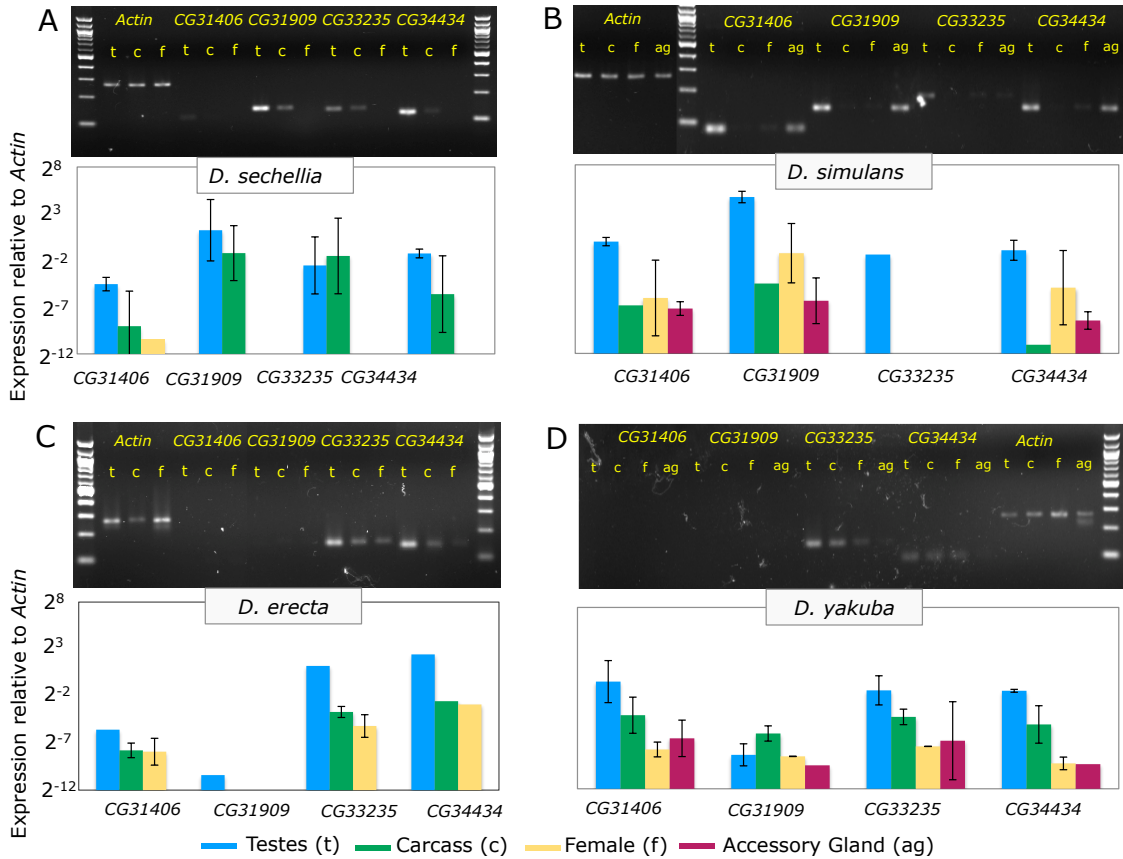 A
Actin CG31406 CG31909 CG33235 CG34434
t c f t c f t c f t c f t c f
B
Actin CG31406 CG31909 CG33235 CG34434
t c f ag t c f ag t c f ag t c f ag t c f ag
Expression relative to Actin
2^8
2^3
2^-2
2^-7
2^-12
D. sechellia
CG31406 CG31909 CG33235 CG34434
D. simulans
CG31406 CG31909 CG33235 CG34434
C
Actin CG31406 CG31909 CG33235 CG34434
t c f t c f t c f t c f t c f
D
CG31406 CG31909 CG33235 CG34434 Actin
t c f ag t c f ag t c f ag t c f ag t c f ag
Expression relative to Actin
2^8
2^3
2^-2
2^-7
2^-12
D. erecta
CG31406 CG31909 CG33235 CG34434
D. yakuba
CG31406 CG31909 CG33235 CG34434
Testes (t) Carcass (c) Female (f) Accessory Gland (ag)